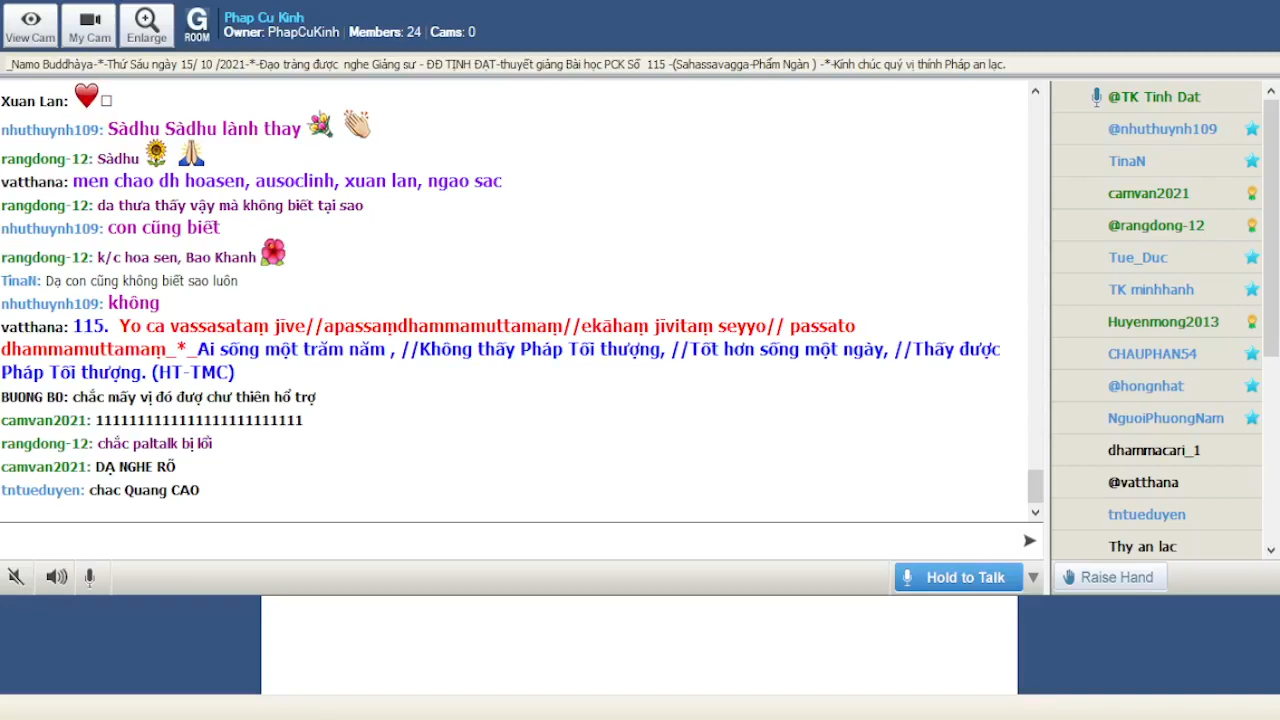 View Cam
My Cam
Enlarge
G
ROOM
Phap Cu Kinh
Owner: PhapCuKinh | Members: 24 | Cams: 0
_Namo Buddhàya-*-Thứ Sáu ngày 15/ 10 /2021-*-Đạo tràng được nghe Giảng sư - ĐĐ TỊNH ĐẠT-thuyết giảng Bài học PCK Số 115 -(Sahassavagga-Phẩm Ngàn ) -*-Kính chúc quý vị thính Pháp an lạc.
Xuan Lan:
nhuthuynh109: Sàdhu Sàdhu lành thay
rangdong-12: Sàdhu
vatthana: men chao dh hoasen, ausoclinh, xuan lan, ngao sac
rangdong-12: da thưa thấy vậy mà không biết tại sao
nhuthuynh109: con cũng biết
rangdong-12: k/c hoa sen, Bao Khanh
TinaN: Dạ con cũng không biết sao luôn
nhuthuynh109: không
vatthana: 115. Yo ca vassasataṃ jīve//apassaṃdhammamuttamaṃ//ekāhaṃ jīvitaṃ seyyo// passato
dhammamuttamaṃ_*_Ai sống một trăm năm , //Không thấy Pháp Tối thượng, //Tốt hơn sống một ngày, //Thấy được
Pháp Tối thượng. (HT-TMC)
BUONG BO: chắc mấy vị đó đượ chư thiên hổ trợ
camvan2021: 1111111111111111111111111
rangdong-12: chắc paltalk bị lồi
camvan2021: DẠ NGHE RÕ
tntueduyen: chac Quang CAO
Hold to Talk
@TK Tinh Dat
@nhuthuynh109
TinaN
camvan2021
@rangdong-12
Tue_Duc
TK minhhanh
Huyenmong2013
CHAUPHAN54
@hongnhat
NguoiPhuongNam
dhammacari_1
@vatthana
tntueduyen
Thy an lac
Raise Hand